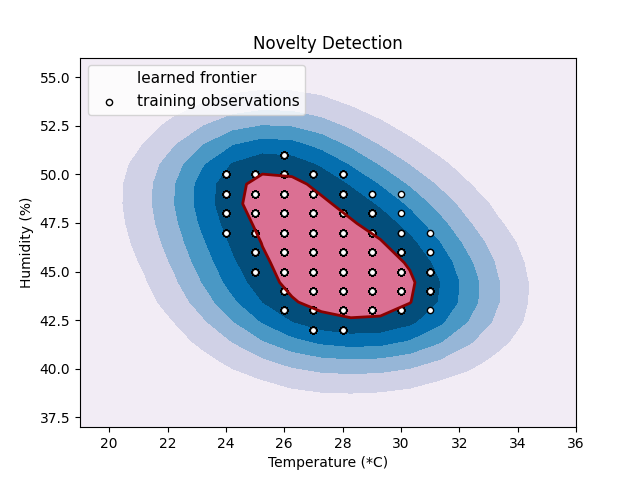 Novelty Detection
learned frontier
training observations
55.0
52.5
50.0
47.5
45.0
42.5
40.0
37.5
Humidity (%)
20 22 24 26 28 30 32 34 36
Temperature (*C)